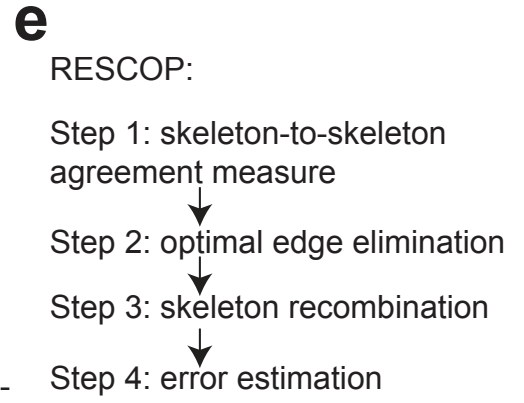 e
RESCOP:
Step 1: skeleton-to-skeleton
agreement measure
Step 2: optimal edge elimination
Step 3: skeleton recombination
Step 4: error estimation
-